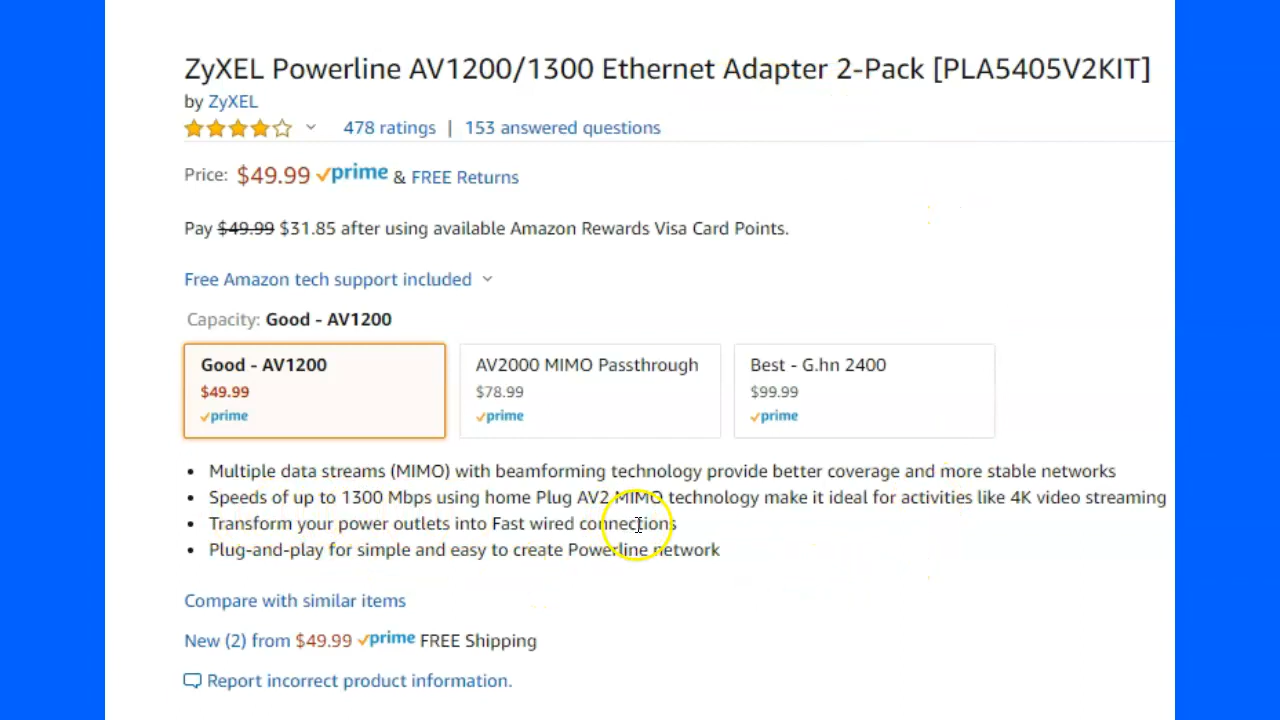 ZyXEL Powerline AV1200/1300 Ethernet Adapter 2-Pack [PLA5405V2KIT]
by ZyXEL
478 ratings | 153 answered questions
Price: $49.99 prime & FREE Returns
Pay $49.99 $31.85 after using available Amazon Rewards Visa Card Points.
Free Amazon tech support included
Capacity: Good - AV1200
Good - AV1200 AV2000 MIMO Passthrough Best - G.hn 2400
$49.99 $78.99 $99.99
prime prime prime
• Multiple data streams (MIMO) with beamforming technology provide better coverage and more stable networks
• Speeds of up to 1300 Mbps using home Plug AV2 MIMO technology make it ideal for activities like 4K video streaming
• Transform your power outlets into Fast wired connections
• Plug-and-play for simple and easy to create Powerline network
Compare with similar items
New (2) from $49.99 prime FREE Shipping
Report incorrect product information.